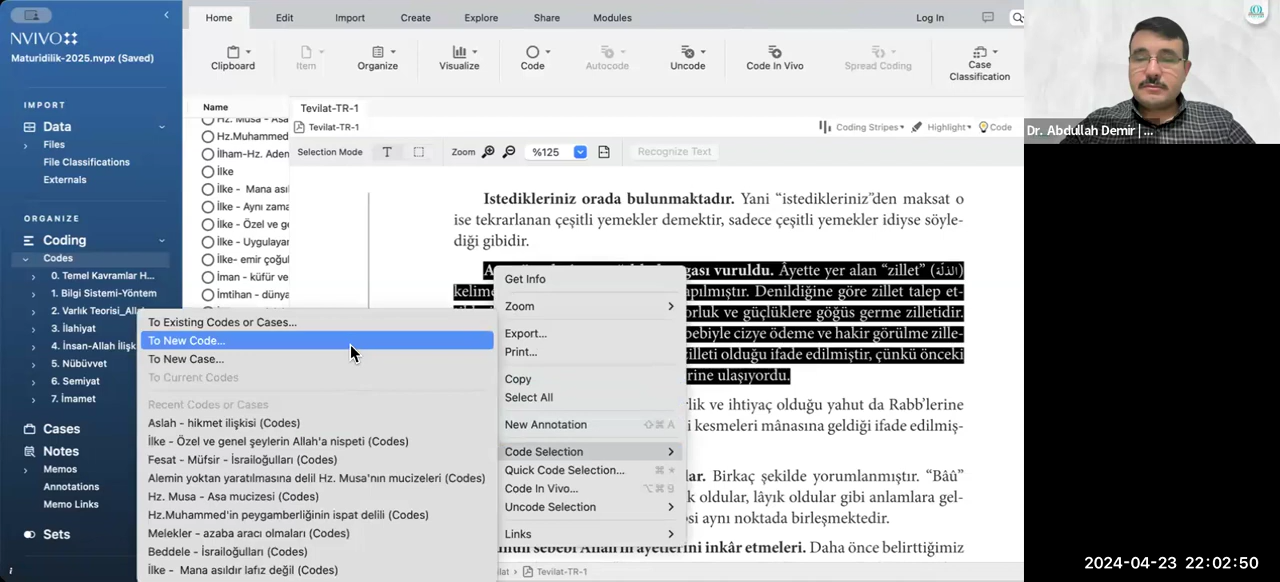 NVIVO
Maturidilik-2025.nvpx (Saved)
IMPORT
Data
Files
File Classifications
Externals
ORGANIZE
Coding
Codes
0. Temel Kavramlar H...
1. Bilgi Sistemi-Yöntem
2. Varlık Teorisi_Al
3. İlahiyat
4. İnsan-Allah İlişk
5. Nübüvvet
6. Semiyat
7. İmamet
Cases
Notes
Memos
Annotations
Memo Links
Sets
Home Edit Import Create Explore Share Modules Log In
Clipboard Item Organize Visualize Code Autocode Uncode Code In Vivo Spread Coding Case Classification
Name
Hz. Musa - Asa
Hz.Muhammed
İlham-Hz. Aden
İlke
İlke - Mana asıl
İlke - Aynı zama
İlke - Özel ve ge
İlke - Uygulayar
İlke- emir çoğul
İman - küfür ve
İmtihan - dünya
Tevilat-TR-1
Tevilat-TR-1 Coding Stripes Highlight Code
Selection Mode T Zoom %125 Recognize Text
Istedikleriniz orada bulunmaktadır. Yani “istedikleriniz”den maksat o
ise tekrarlanan çeşitli yemekler demektir, sadece çeşitli yemekler idiyse söyle-
diği gibidir.
gası vuruldu. Âyette yer alan “zillet” (الذلّة)
kelime apılmıştır. Denildiğine göre zillet talep et-
orluk ve güçlüklere göğüs germe zilletidir.
bebiyle cizye ödeme ve hakir görülme zille-
zilleti olduğu ifade edilmiştir, çünkü önceki
rine ulaşıyordu.
rlik ve ihtiyaç olduğu yahut da Rabb’lerine
i kesmeleri mânasına geldiği ifade edilmiş-
lar. Birkaç şekilde yorumlanmıştır. “Bâû”
k oldular, lâyık oldular gibi anlamlara gel-
si aynı noktada birleşmektedir.
unun sebebi Allah’ın âyetlerini inkâr etmeleri. Daha önce belirttiğimiz
Get Info
Zoom
Export...
Print...
Copy
Select All
New Annotation ⇧⌘ A
Code Selection
Quick Code Selection...
Code In Vivo... ⌥⌘ 9
Uncode Selection
Links
To Existing Codes or Cases...
To New Code...
To New Case...
To Current Codes
Recent Codes or Cases
Aslah - hikmet ilişkisi (Codes)
İlke - Özel ve genel şeylerin Allah'a nispeti (Codes)
Fesat - Müfsir - İsrailoğulları (Codes)
Alemin yoktan yaratılmasına delil Hz. Musa'nın mucizeleri (Codes)
Hz. Musa - Asa mucizesi (Codes)
Hz.Muhammed'in peygamberliğinin ispat delili (Codes)
Melekler - azaba aracı olmaları (Codes)
Beddele - İsrailoğulları (Codes)
İlke - Mana asıldır lafız değil (Codes)
ilat › Tevilat-TR-1
Dr. Abdullah Demir | ...
2024-04-23 22:02:50